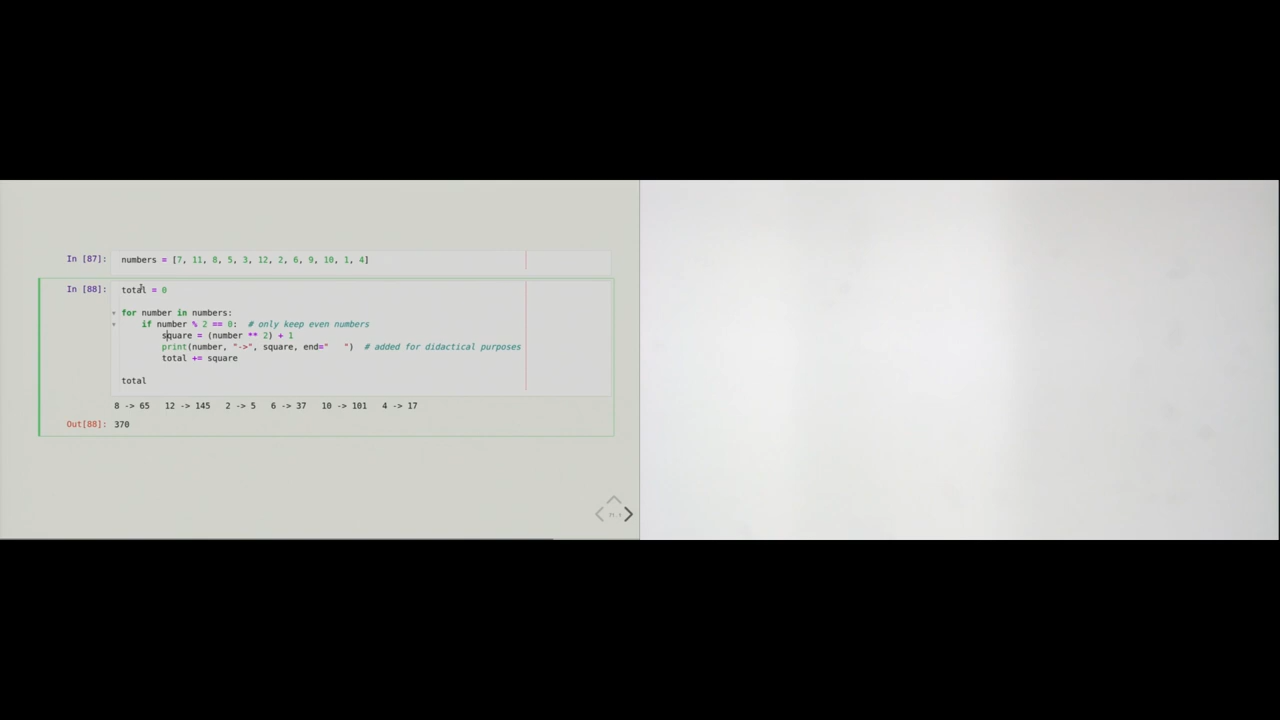 In [87]: numbers = [7, 11, 8, 5, 3, 12, 2, 6, 9, 10, 1, 4]
In [88]: total = 0
for number in numbers:
if number % 2 == 0:  # only keep even numbers
square = (number ** 2) + 1
print(number, "->", square, end="   ")  # added for didactical purposes
total += square
total
8 -> 65   12 -> 145   2 -> 5   6 -> 37   10 -> 101   4 -> 17
Out[88]: 370